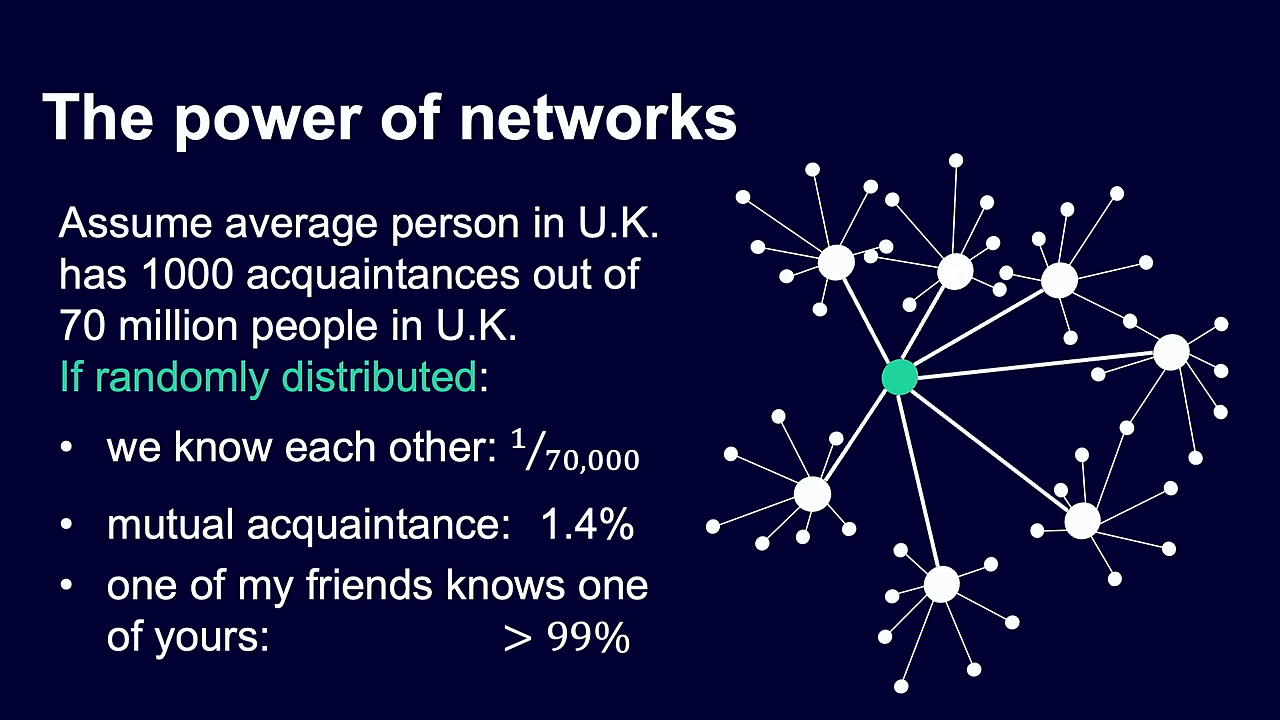 The power of networks
Assume average person in U.K.
has 1000 acquaintances out of
70 million people in U.K.
If randomly distributed:
• we know each other: 1/70,000
• mutual acquaintance: 1.4%
• one of my friends knows one
of yours: > 99%